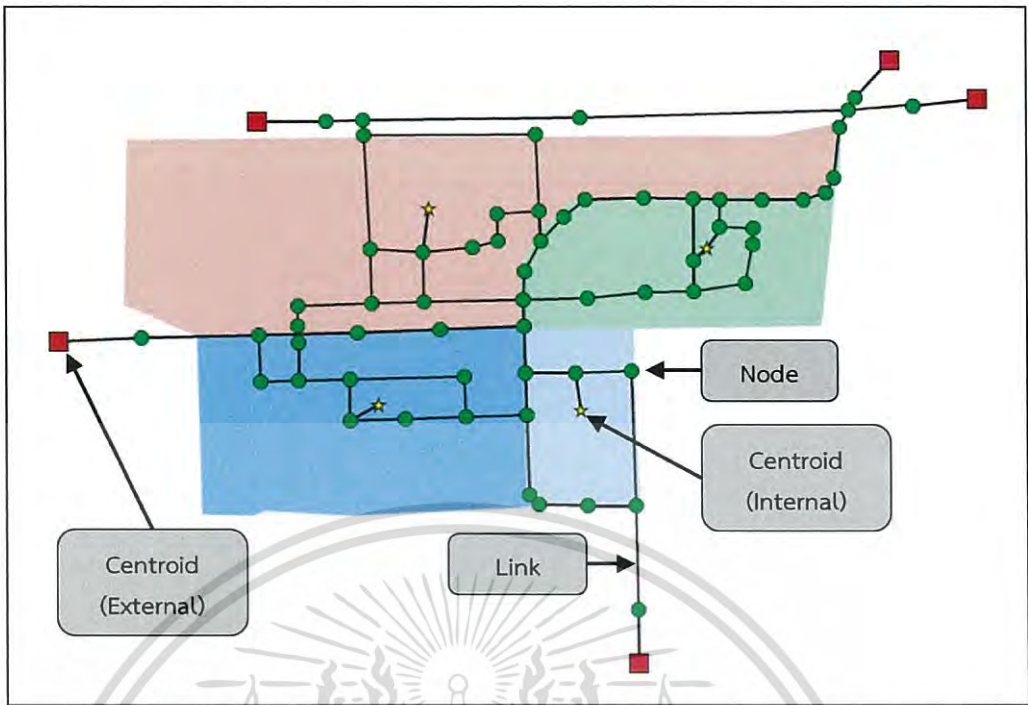 Node
Centroid
(Internal)
Link
Centroid
(External)